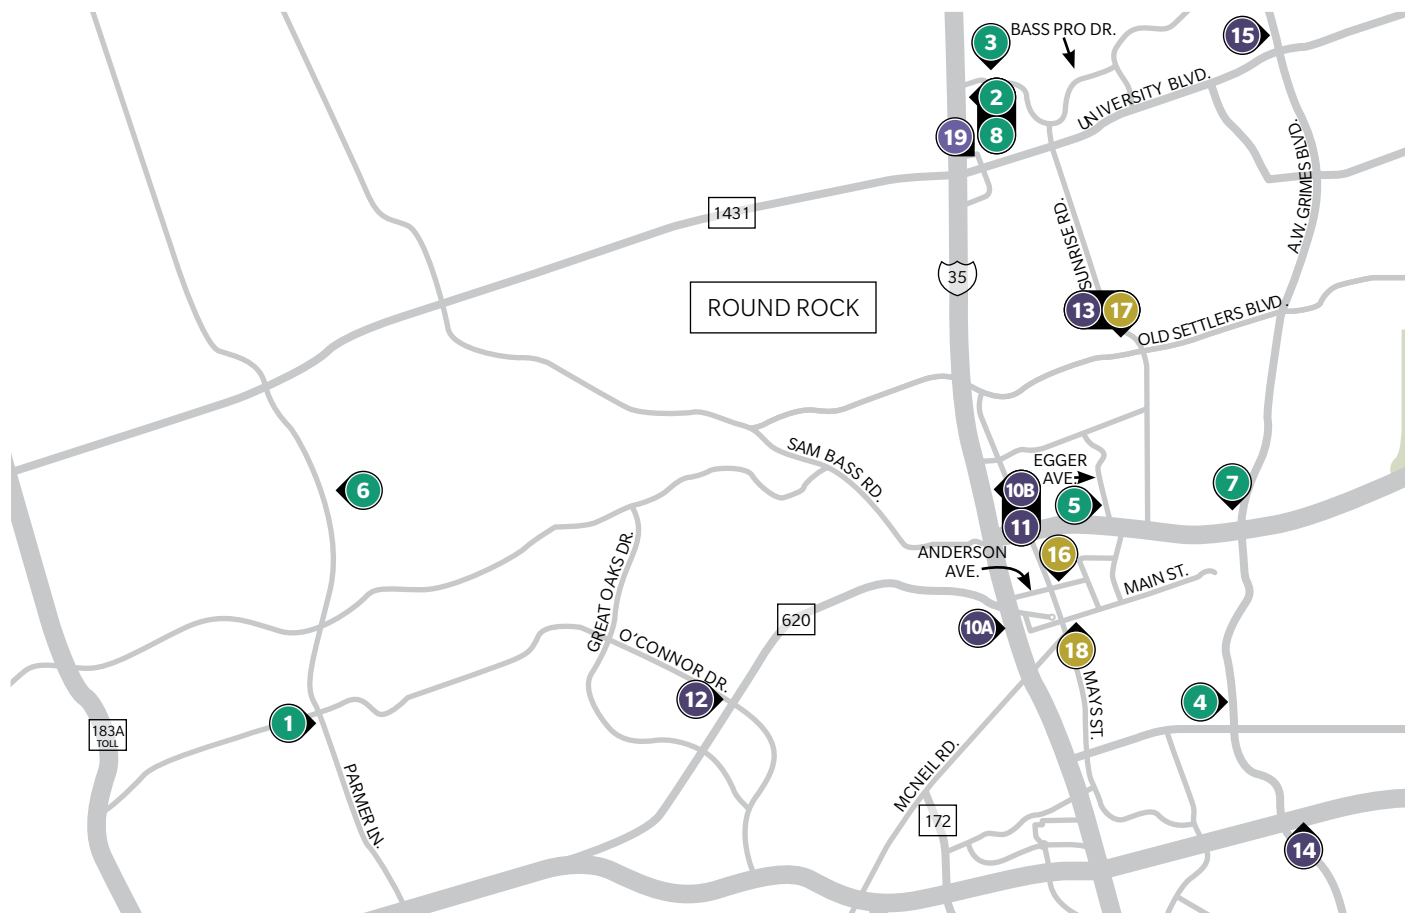 3
BASS PRO DR.
15
2
UNIVERSITY BLVD.
19
8
A.W. GRIMES BLVD.
1431
SUNRISE RD.
35
ROUND ROCK
13
17
OLD SETTLERS BLVD.
SAM BASS RD.
EGGER
AVE.
6
10B
5
7
11
ANDERSON
AVE.
16
MAIN ST.
GREAT OAKS DR.
620
10A
O'CONNOR DR.
18
12
MAYS ST.
4
1
183A
TOLL
PARMER LN.
MCNEIL RD.
172
14